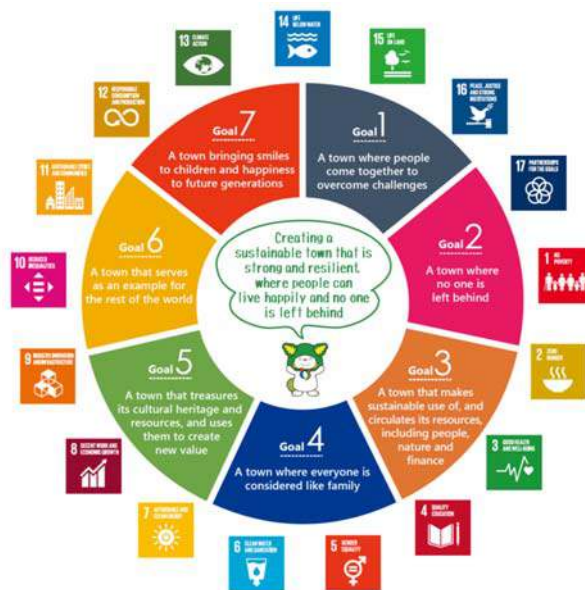 Goal 1
A town where people
come together to
overcome challenges
Goal 2
A town where
no one is
left behind
Goal 3
A town that makes
sustainable use of, and
circulates its resources,
including people,
nature and
finance
Goal 4
A town where everyone is
considered like family
Goal 5
A town that treasures
its cultural heritage and
resources, and uses
them to create
new value
Goal 6
A town that serves
as an example for
the rest of the world
Goal 7
A town bringing smiles
to children and happiness
to future generations
Creating a
sustainable town that is
strong and resilient,
where people can
live happily and no one
is left behind
14 LIFE
BELOW WATER
15 LIFE
ON LAND
16 PEACE, JUSTICE
AND STRONG
INSTITUTIONS
17 PARTNERSHIPS
FOR THE GOALS
1 NO
POVERTY
2 ZERO
HUNGER
3 GOOD HEALTH
AND WELL-BEING
4 QUALITY
EDUCATION
5 GENDER
EQUALITY
6 CLEAN WATER
AND SANITATION
7 AFFORDABLE AND
CLEAN ENERGY
8 DECENT WORK AND
ECONOMIC GROWTH
9 INDUSTRY, INNOVATION
AND INFRASTRUCTURE
10 REDUCED
INEQUALITIES
11 SUSTAINABLE CITIES
AND COMMUNITIES
12 RESPONSIBLE
CONSUMPTION
AND PRODUCTION
13 CLIMATE
ACTION